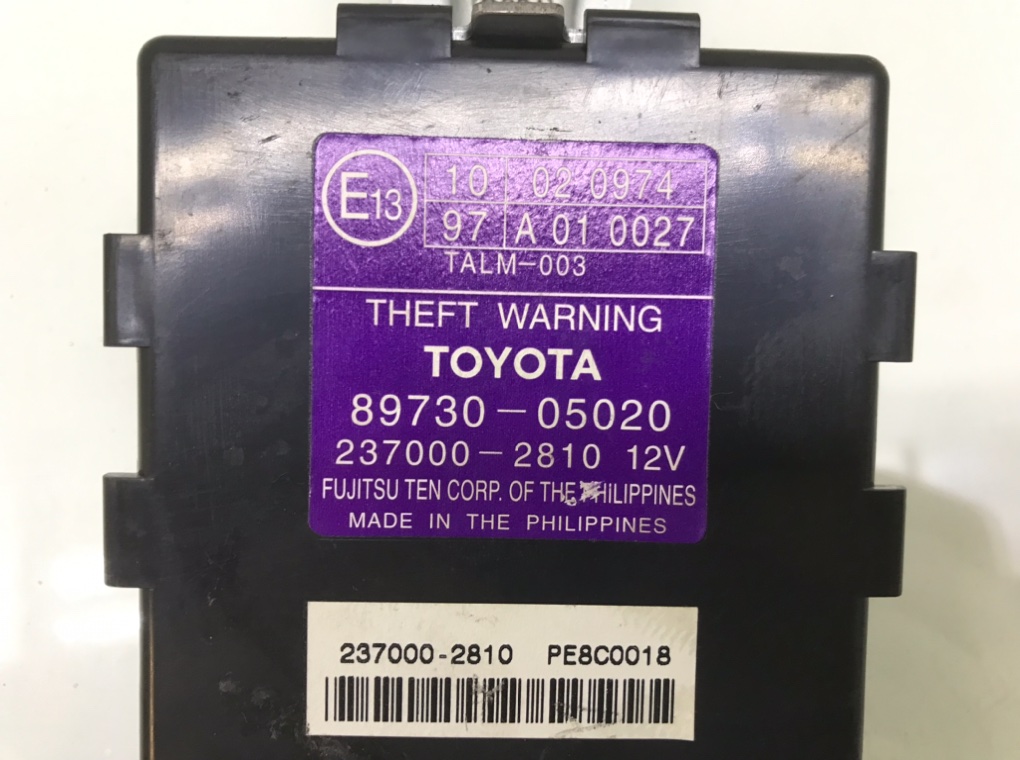 E13
10 02 0974
97 A 01 0027
TALM-003
THEFT WARNING
TOYOTA
89730-05020
237000-2810 12V
FUJITSU TEN CORP. OF THE PHILIPPINES
MADE IN THE PHILIPPINES
237000-2810 PE8C0018